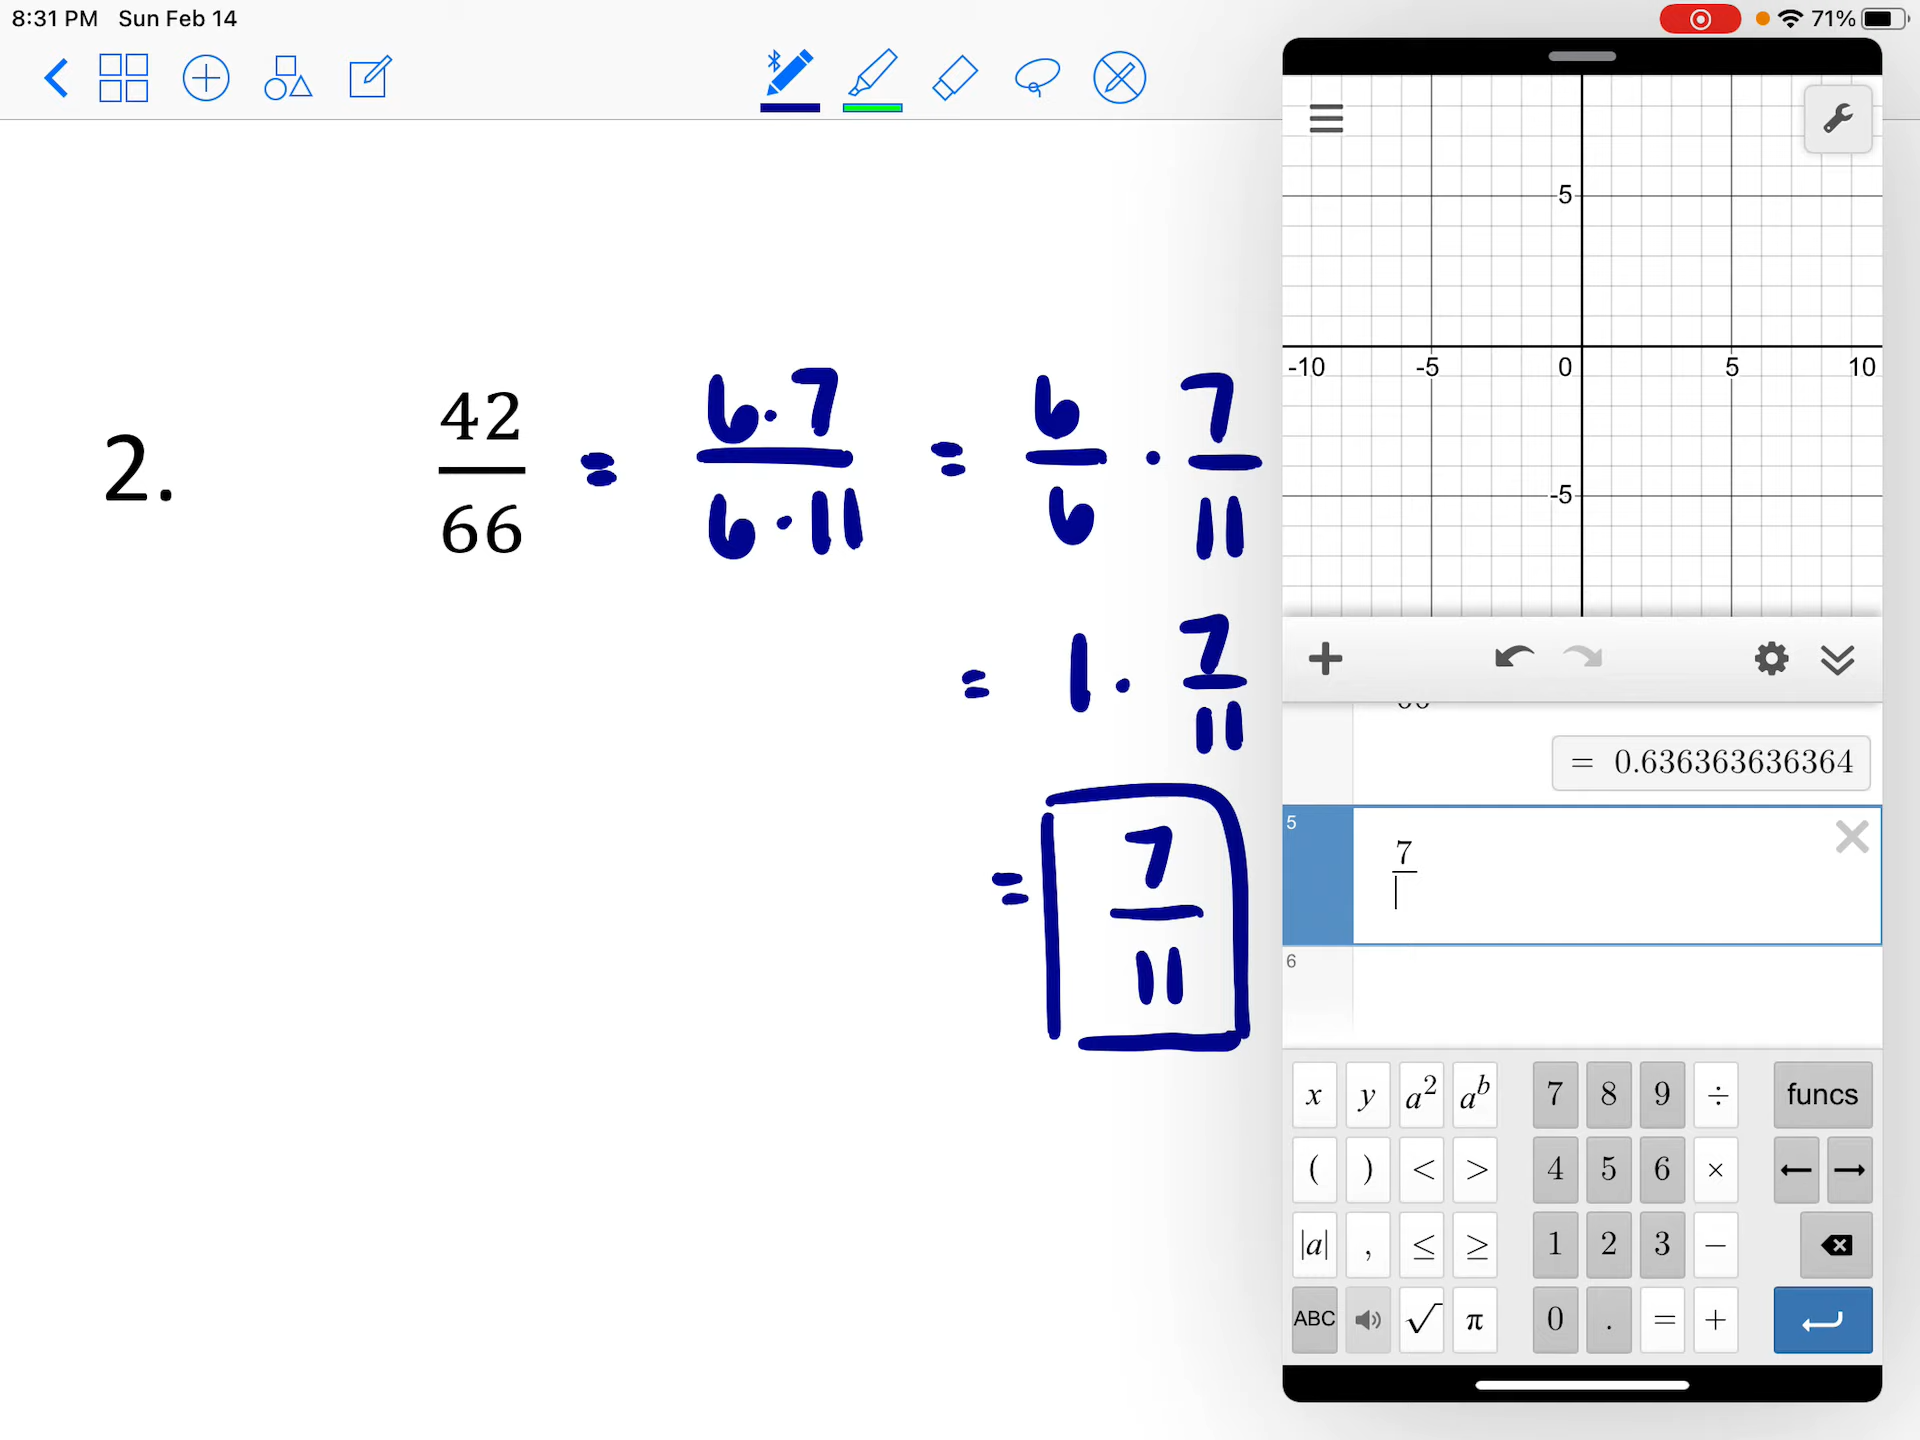 8:31 PM Sun Feb 14
71%
2. 42/66 = 6·7/6·11 = 6/6 · 7/11
= 1 · 7/11
= 7/11
5
-10 -5 0 5 10
-5
= 0.636363636364
5
7
6
x y a² aᵇ 7 8 9 ÷ funcs
( ) < > 4 5 6 × ← →
|a| , ≤ ≥ 1 2 3 −
ABC √ π 0 . = +